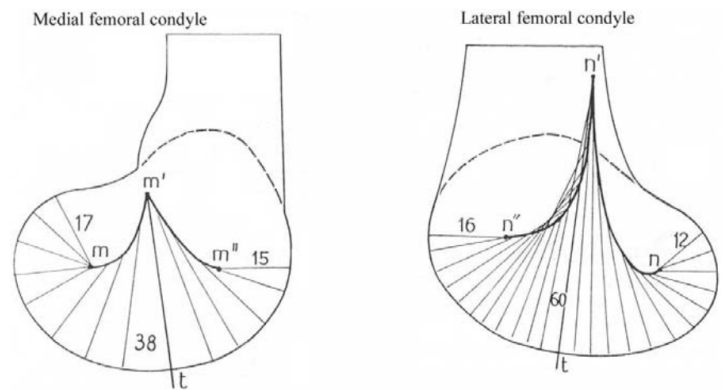 Medial femoral condyle
Lateral femoral condyle
m'
17
m
m"
15
38
t
n'
16
n"
n
12
60
t